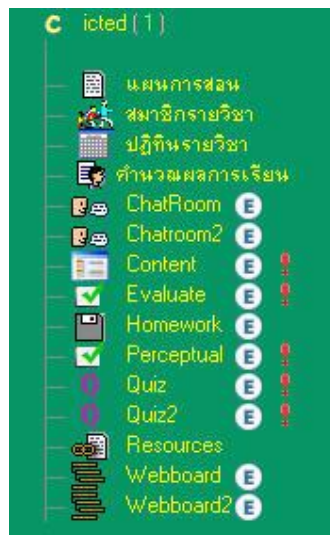 C icted (1)
แผนการสอน
สมาชิกรายวิชา
ปฏิทินรายวิชา
คำนวณผลการเรียน
ChatRoom E
Chatroom2 E
Content E
Evaluate E
Homework E
Perceptual E
Quiz E
Quiz2 E
Resources
Webboard E
Webboard2 E